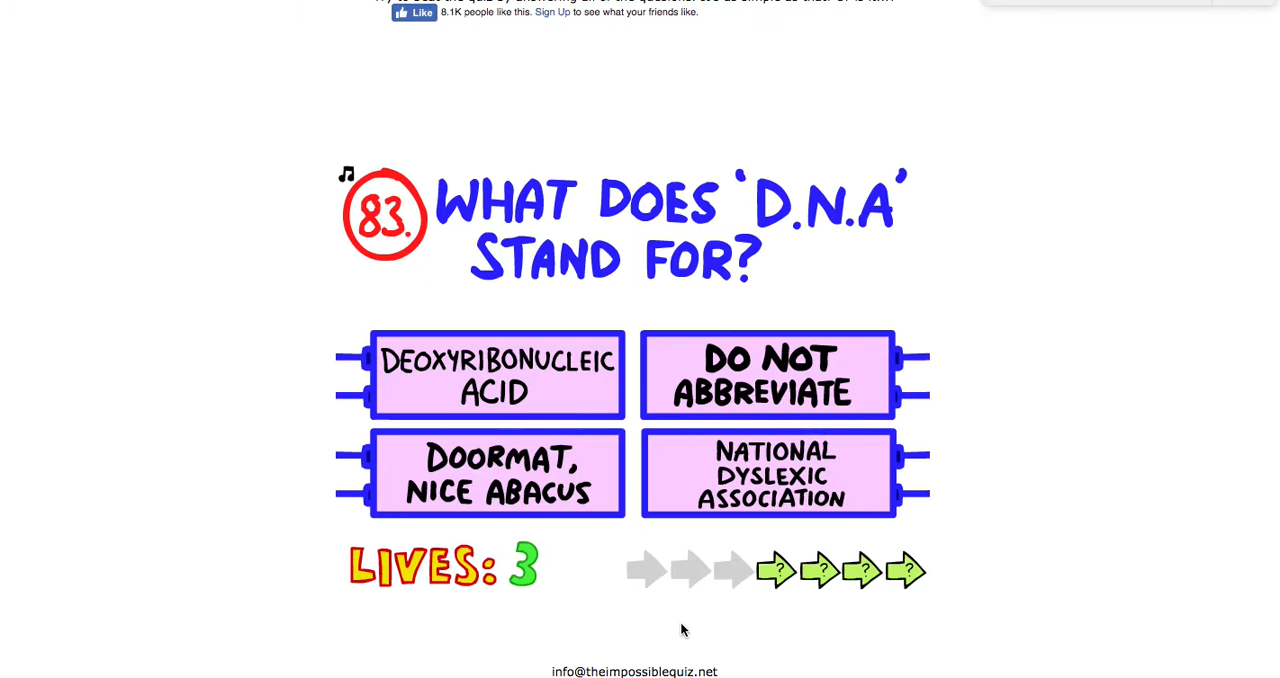 8.1K people like this. Sign Up to see what your friends like.
Like
83. WHAT DOES 'D.N.A'
STAND FOR?
DEOXYRIBONUCLEIC
ACID
DO NOT
ABBREVIATE
DOORMAT,
NICE ABACUS
NATIONAL
DYSLEXIC
ASSOCIATION
LIVES: 3
? ? ? ?
info@theimpossiblequiz.net